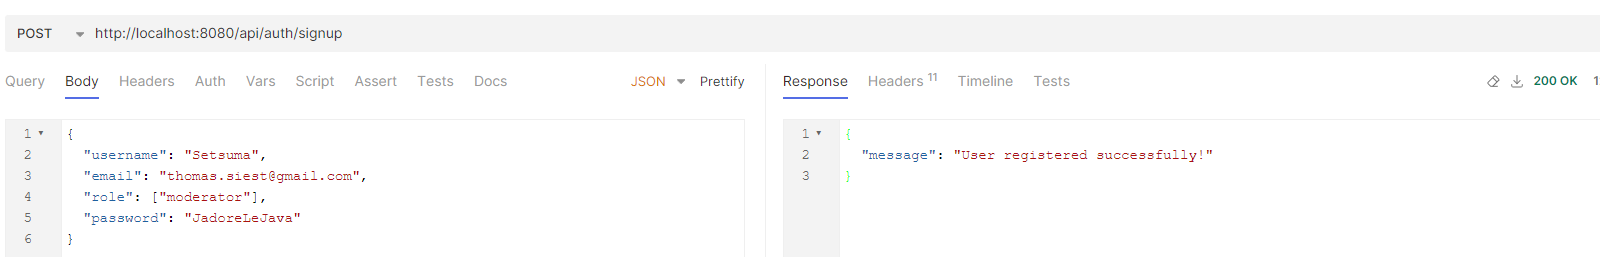 POST http://localhost:8080/api/auth/signup
Query Body Headers Auth Vars Script Assert Tests Docs JSON Prettify
Response Headers 11 Timeline Tests 200 OK
1 {
2 "username": "Setsuma",
3 "email": "thomas.siest@gmail.com",
4 "role": ["moderator"],
5 "password": "JadoreLeJava"
6 }
1 {
2 "message": "User registered successfully!"
3 }